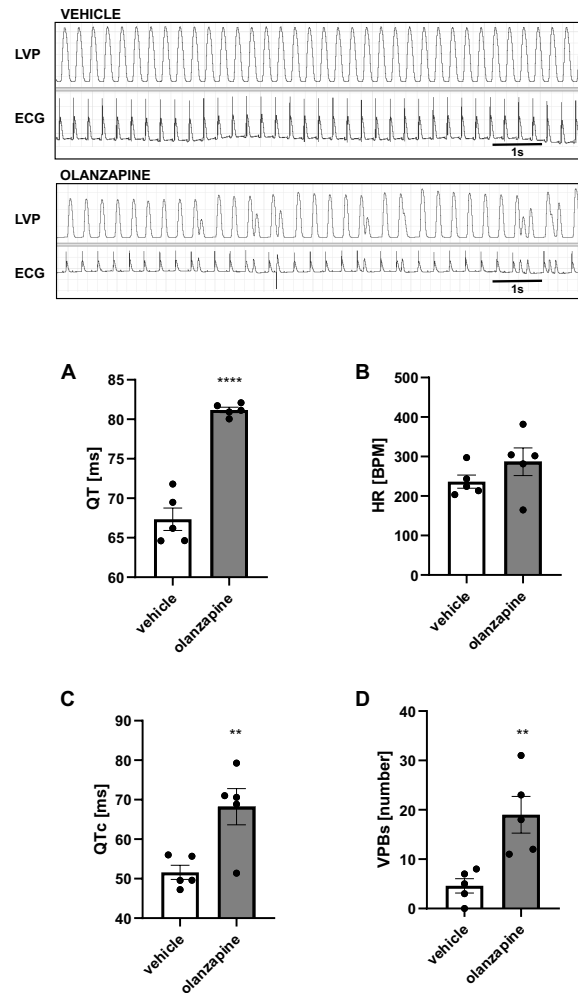 VEHICLE
LVP
ECG
1s
OLANZAPINE
LVP
ECG
1s
A
****
QT [ms]
85
80
75
70
65
60
vehicle
olanzapine
B
HR [BPM]
500
400
300
200
100
0
vehicle
olanzapine
C
**
QTc [ms]
90
80
70
60
50
40
vehicle
olanzapine
D
**
VPBs [number]
40
30
20
10
0
vehicle
olanzapine